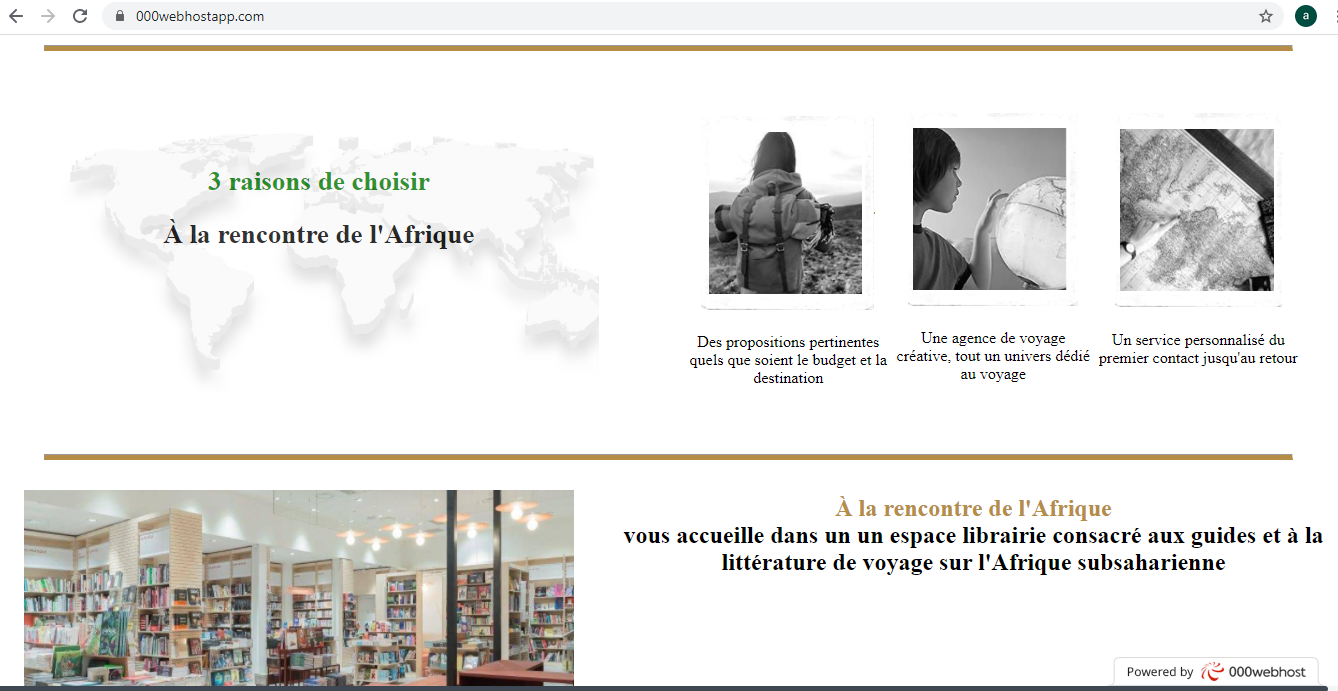 000webhostapp.com
a
3 raisons de choisir
À la rencontre de l'Afrique
Des propositions pertinentes
quels que soient le budget et la
destination
Une agence de voyage
créative, tout un univers dédié
au voyage
Un service personnalisé du
premier contact jusqu'au retour
À la rencontre de l'Afrique
vous accueille dans un un espace librairie consacré aux guides et à la
littérature de voyage sur l'Afrique subsaharienne
Powered by 000webhost